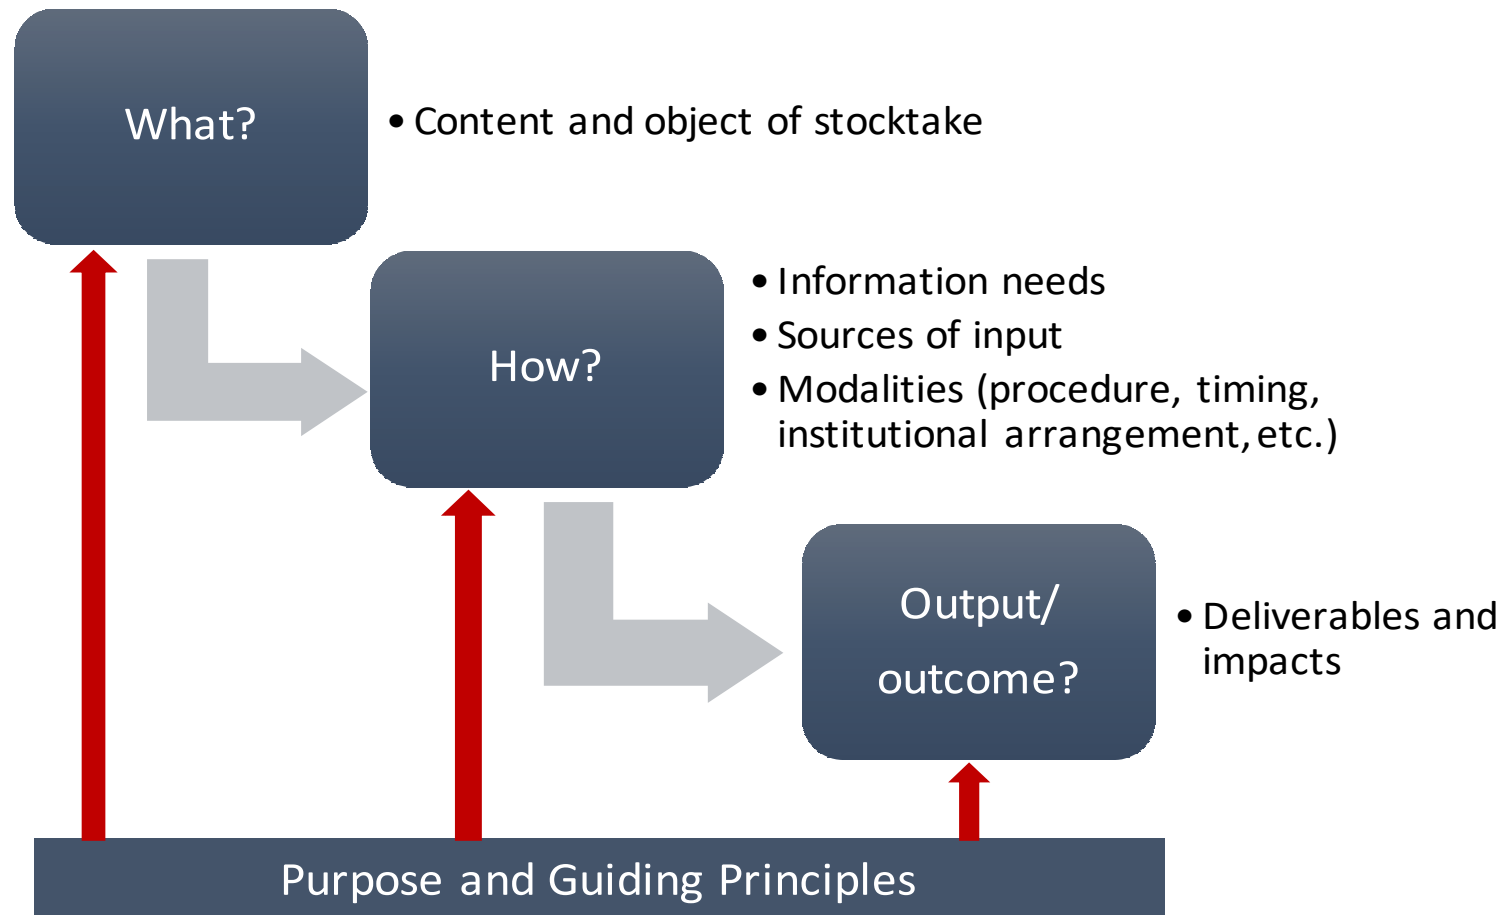 What?
• Content and object of stocktake
How?
• Information needs
• Sources of input
• Modalities (procedure, timing,
institutional arrangement, etc.)
Output/
outcome?
• Deliverables and
impacts
Purpose and Guiding Principles